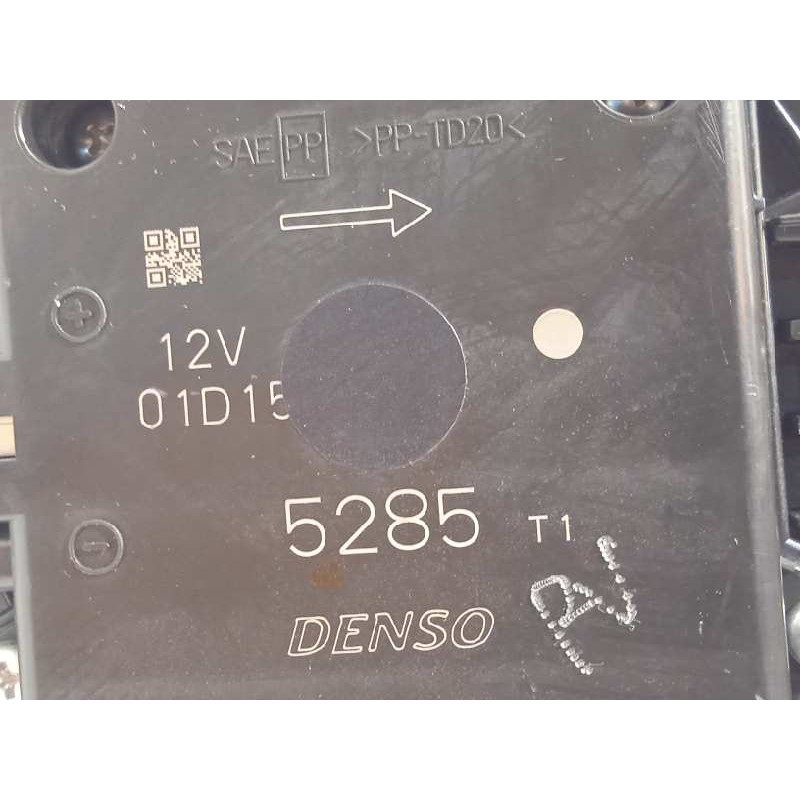 SAE PP >PP-TD20<
+
12V
01D15
-
5285 T1
DENSO